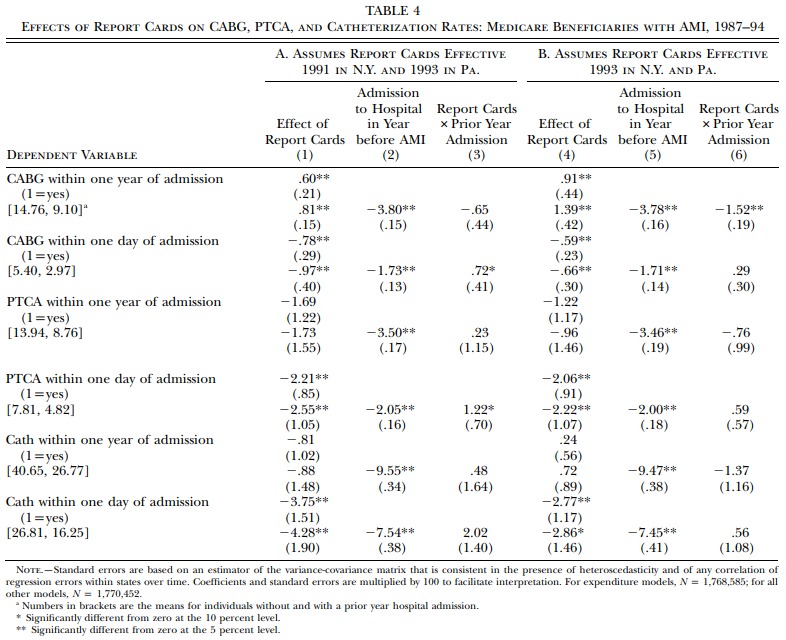 TABLE 4
EFFECTS OF REPORT CARDS ON CABG, PTCA, AND CATHETERIZATION RATES: MEDICARE BENEFICIARIES WITH AMI, 1987–94
A. ASSUMES REPORT CARDS EFFECTIVE 1991 IN N.Y. AND 1993 IN PA. B. ASSUMES REPORT CARDS EFFECTIVE 1993 IN N.Y. AND PA.
DEPENDENT VARIABLE Effect of Report Cards (1) Admission to Hospital in Year before AMI (2) Report Cards × Prior Year Admission (3) Effect of Report Cards (4) Admission to Hospital in Year before AMI (5) Report Cards × Prior Year Admission (6)
CABG within one year of admission .60** .91**
(1=yes) (.21) (.44)
[14.76, 9.10]ᵃ .81** −3.80** −.65 1.39** −3.78** −1.52**
(.15) (.15) (.44) (.42) (.16) (.19)
CABG within one day of admission −.78** −.59**
(1=yes) (.29) (.23)
[5.40, 2.97] −.97** −1.73** .72* −.66** −1.71** .29
(.40) (.13) (.41) (.30) (.14) (.30)
PTCA within one year of admission −1.69 −1.22
(1=yes) (1.22) (1.17)
[13.94, 8.76] −1.73 −3.50** .23 −.96 −3.46** −.76
(1.55) (.17) (1.15) (1.46) (.19) (.99)
PTCA within one day of admission −2.21** −2.06**
(1=yes) (.85) (.91)
[7.81, 4.82] −2.55** −2.05** 1.22* −2.22** −2.00** .59
(1.05) (.16) (.70) (1.07) (.18) (.57)
Cath within one year of admission −.81 .24
(1=yes) (1.02) (.56)
[40.65, 26.77] −.88 −9.55** .48 .72 −9.47** −1.37
(1.48) (.34) (1.64) (.89) (.38) (1.16)
Cath within one day of admission −3.75** −2.77**
(1=yes) (1.51) (1.17)
[26.81, 16.25] −4.28** −7.54** 2.02 −2.86* −7.45** .56
(1.90) (.38) (1.40) (1.46) (.41) (1.08)
NOTE.—Standard errors are based on an estimator of the variance-covariance matrix that is consistent in the presence of heteroscedasticity and of any correlation of
regression errors within states over time. Coefficients and standard errors are multiplied by 100 to facilitate interpretation. For expenditure models, N = 1,768,585; for all
other models, N = 1,770,452.
ᵃ Numbers in brackets are the means for individuals without and with a prior year hospital admission.
* Significantly different from zero at the 10 percent level.
** Significantly different from zero at the 5 percent level.